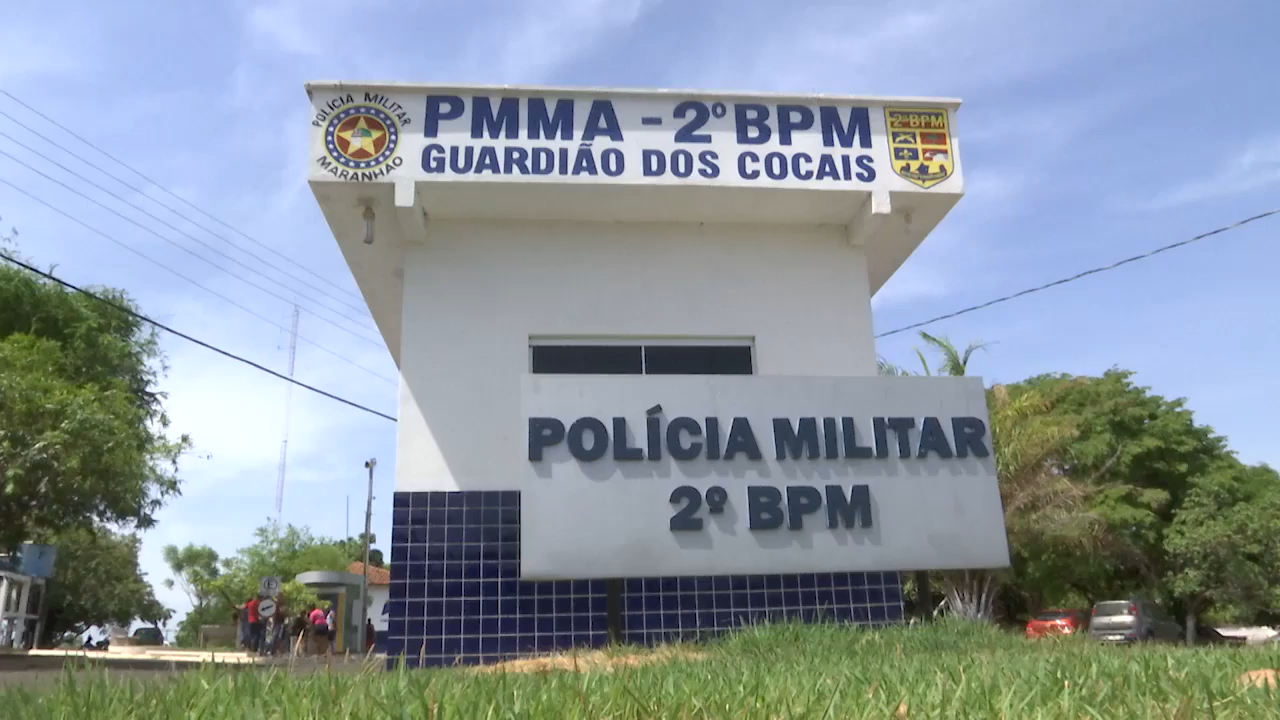 POLÍCIA MILITAR
MARANHÃO
PMMA - 2º BPM
GUARDIÃO DOS COCAIS
2º BPM
POLÍCIA MILITAR
2º BPM